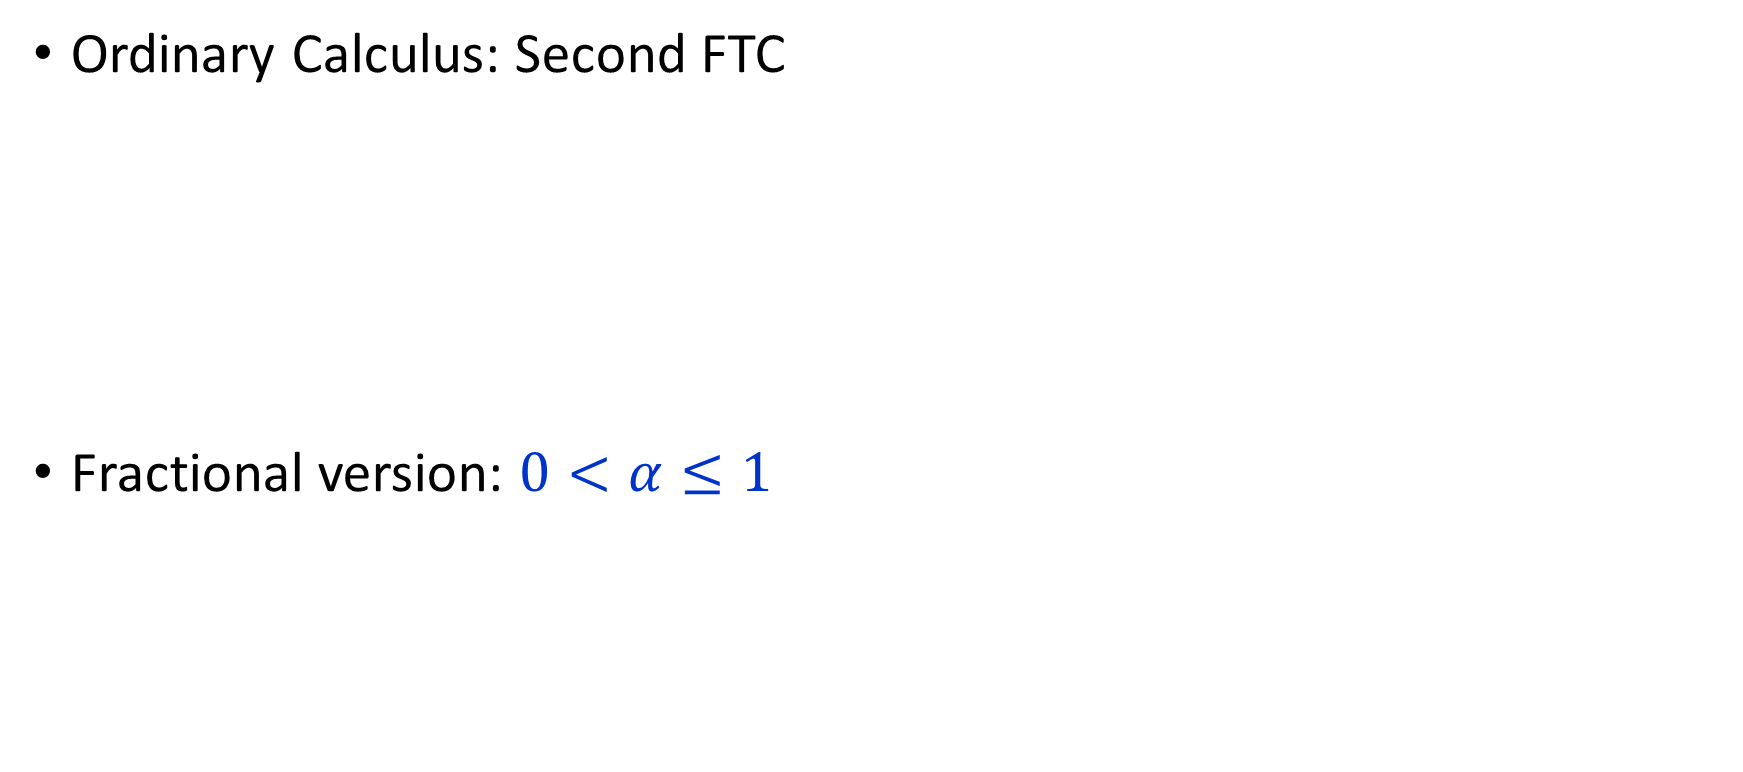 • Ordinary Calculus: Second FTC
• Fractional version: 0 < α ≤ 1